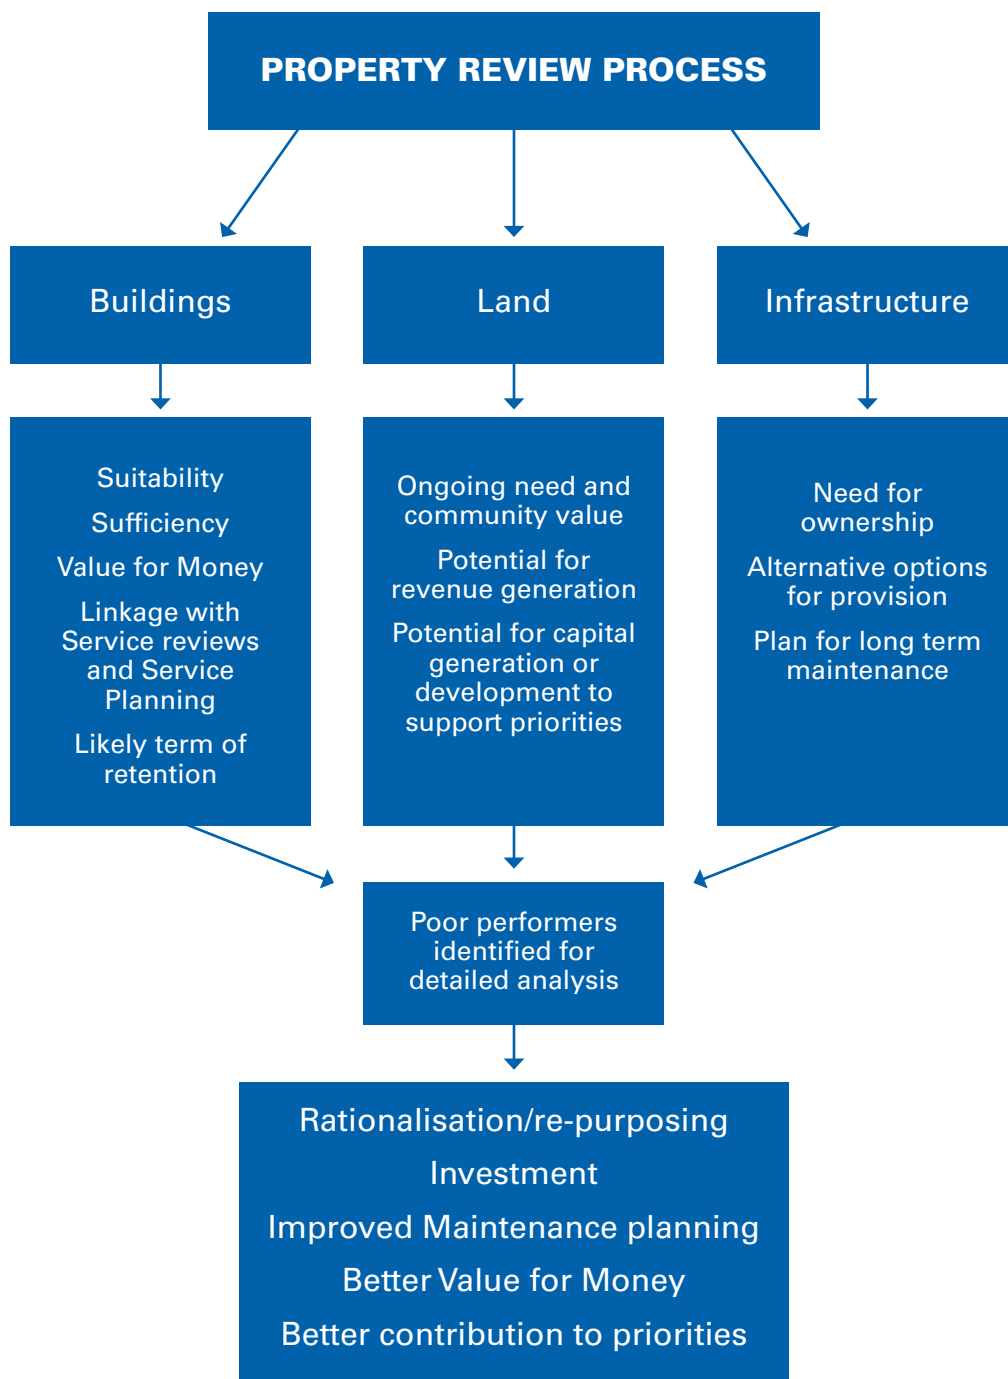 PROPERTY REVIEW PROCESS
Buildings
Land
Infrastructure
Suitability
Sufficiency
Value for Money
Linkage with
Service reviews
and Service
Planning
Likely term of
retention
Ongoing need and
community value
Potential for
revenue generation
Potential for capital
generation or
development to
support priorities
Need for
ownership
Alternative options
for provision
Plan for long term
maintenance
Poor performers
identified for
detailed analysis
Rationalisation/re-purposing
Investment
Improved Maintenance planning
Better Value for Money
Better contribution to priorities